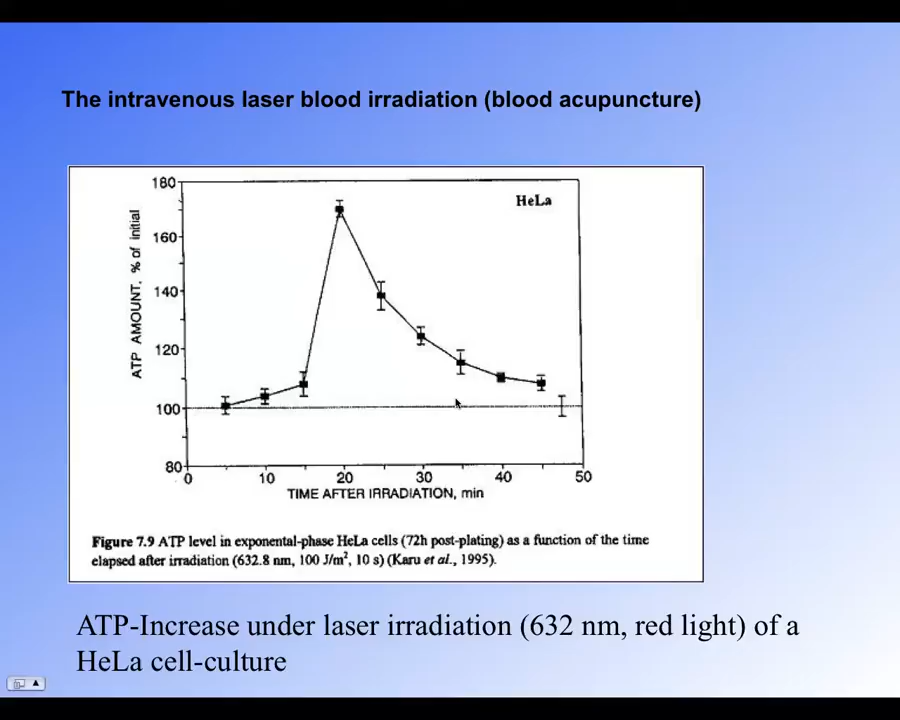 The intravenous laser blood irradiation (blood acupuncture)
180
HeLa
160
140
120
100
80
ATP AMOUNT, % of initial
0 10 20 30 40 50
TIME AFTER IRRADIATION, min
Figure 7.9 ATP level in exponental-phase HeLa cells (72h post-plating) as a function of the time
elapsed after irradiation (632.8 nm, 100 J/m², 10 s) (Karu et al., 1995).
ATP-Increase under laser irradiation (632 nm, red light) of a
HeLa cell-culture